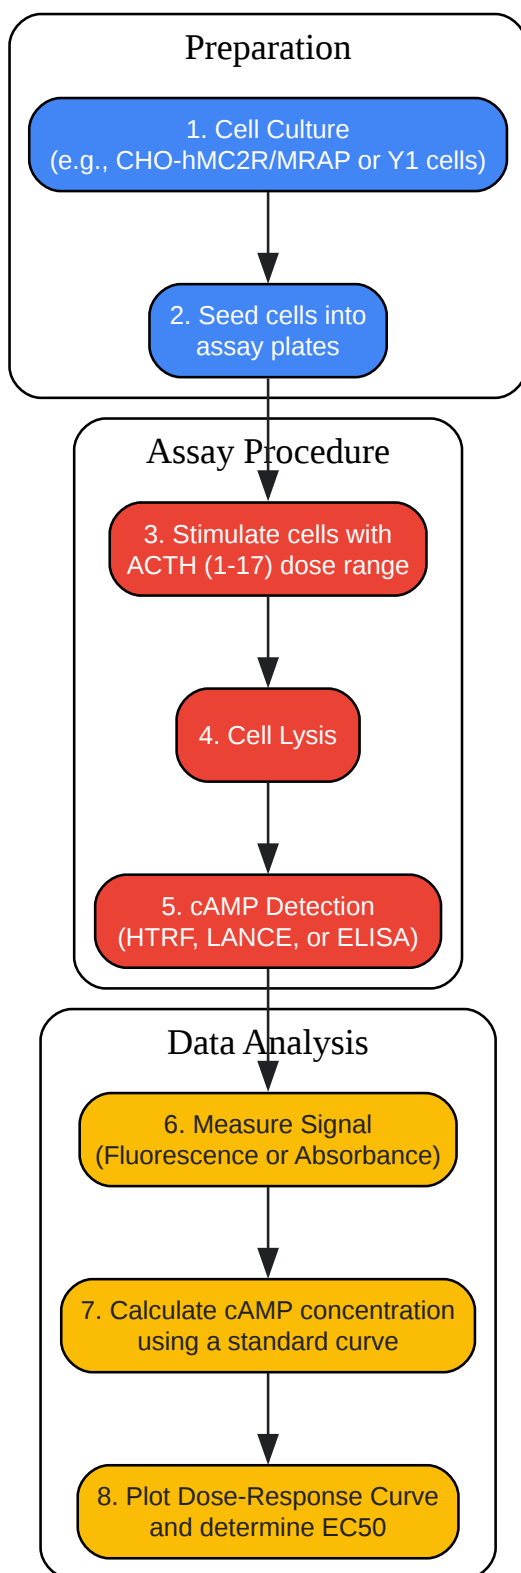 Preparation
1. Cell Culture
(e.g., CHO-hMC2R/MRAP or Y1 cells)
2. Seed cells into
assay plates
Assay Procedure
3. Stimulate cells with
ACTH (1-17) dose range
4. Cell Lysis
5. cAMP Detection
(HTRF, LANCE, or ELISA)
Data Analysis
6. Measure Signal
(Fluorescence or Absorbance)
7. Calculate cAMP concentration
using a standard curve
8. Plot Dose-Response Curve
and determine EC50